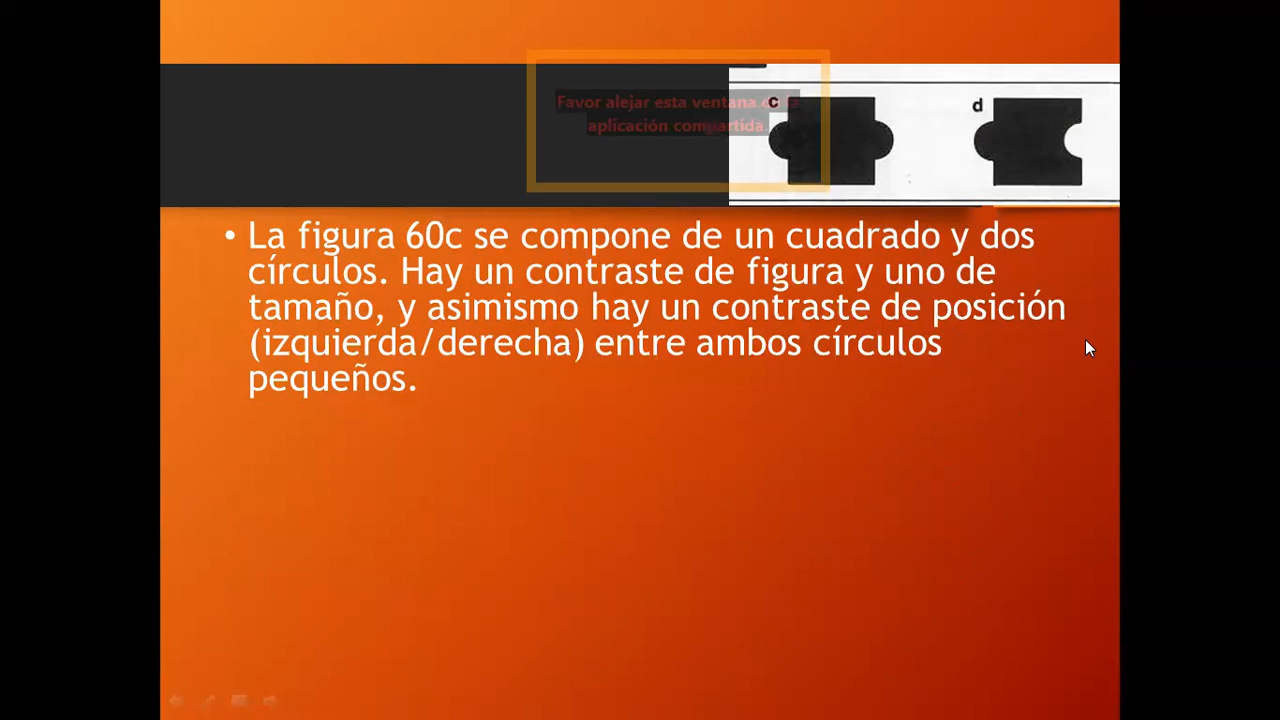 Favor alejar esta ventana de la
aplicación compartida.
c
d
• La figura 60c se compone de un cuadrado y dos
círculos. Hay un contraste de figura y uno de
tamaño, y asimismo hay un contraste de posición
(izquierda/derecha) entre ambos círculos
pequeños.